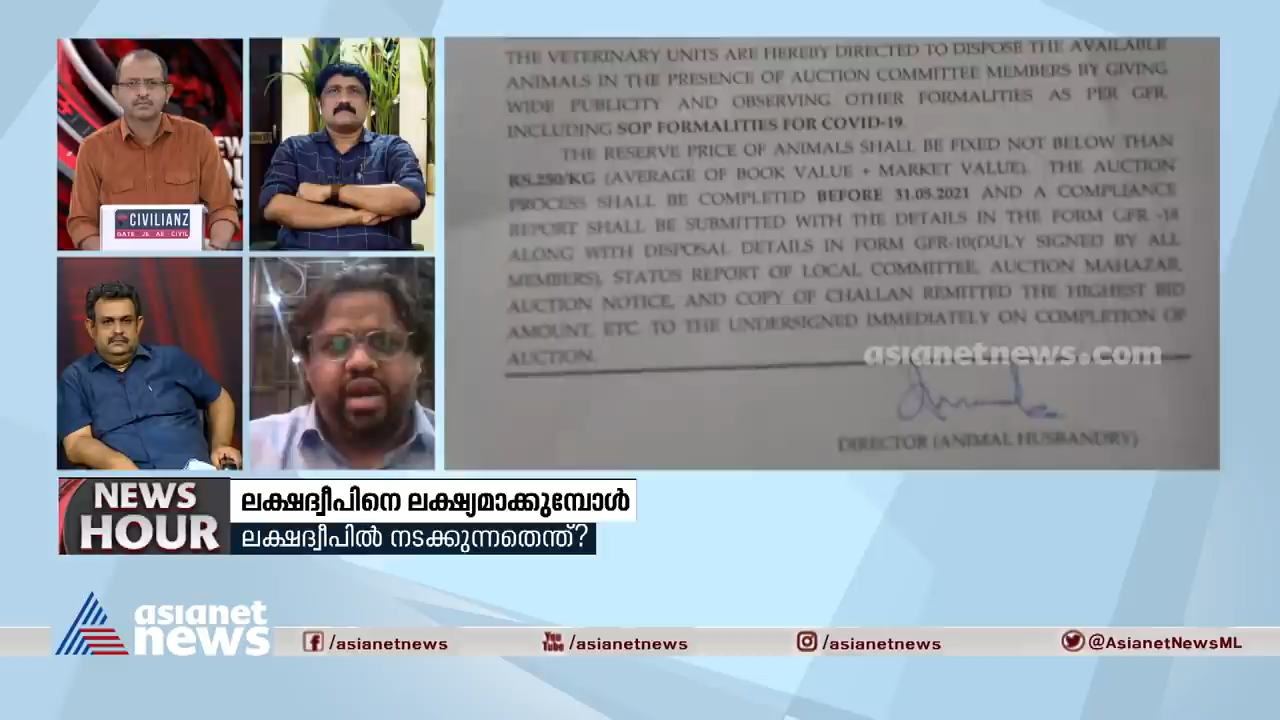 THE VETERINARY UNITS ARE HEREBY DIRECTED TO DISPOSE THE AVAILABLE
ANIMALS IN THE PRESENCE OF AUCTION COMMITTEE MEMBERS BY GIVING
WIDE PUBLICITY AND OBSERVING OTHER FORMALITIES AS PER GFR,
INCLUDING SOP FORMALITIES FOR COVID-19.
THE RESERVE PRICE OF ANIMALS SHALL BE FIXED NOT BELOW THAN
RS.250/KG (AVERAGE OF BOOK VALUE + MARKET VALUE). THE AUCTION
PROCESS SHALL BE COMPLETED BEFORE 31.05.2021 AND A COMPLIANCE
REPORT SHALL BE SUBMITTED WITH THE DETAILS IN THE FORM GFR -18
ALONG WITH DISPOSAL DETAILS IN FORM GFR-10(DULY SIGNED BY ALL
MEMBERS), STATUS REPORT OF LOCAL COMMITTEE, AUCTION MAHAZAR,
AUCTION NOTICE, AND COPY OF CHALLAN REMITTED THE HIGHEST BID
AMOUNT, ETC. TO THE UNDERSIGNED IMMEDIATELY ON COMPLETION OF
AUCTION.
asianetnews.com
DIRECTOR (ANIMAL HUSBANDRY)
CIVILIANZ
GATE JE AE CIVIL
NEWS
HOUR
ലക്ഷദ്വീപിനെ ലക്ഷ്യമാക്കുമ്പോൾ
ലക്ഷദ്വീപിൽ നടക്കുന്നതെന്ത്?
asianet
news
/asianetnews
You
Tube
/asianetnews
/asianetnews
@AsianetNewsML